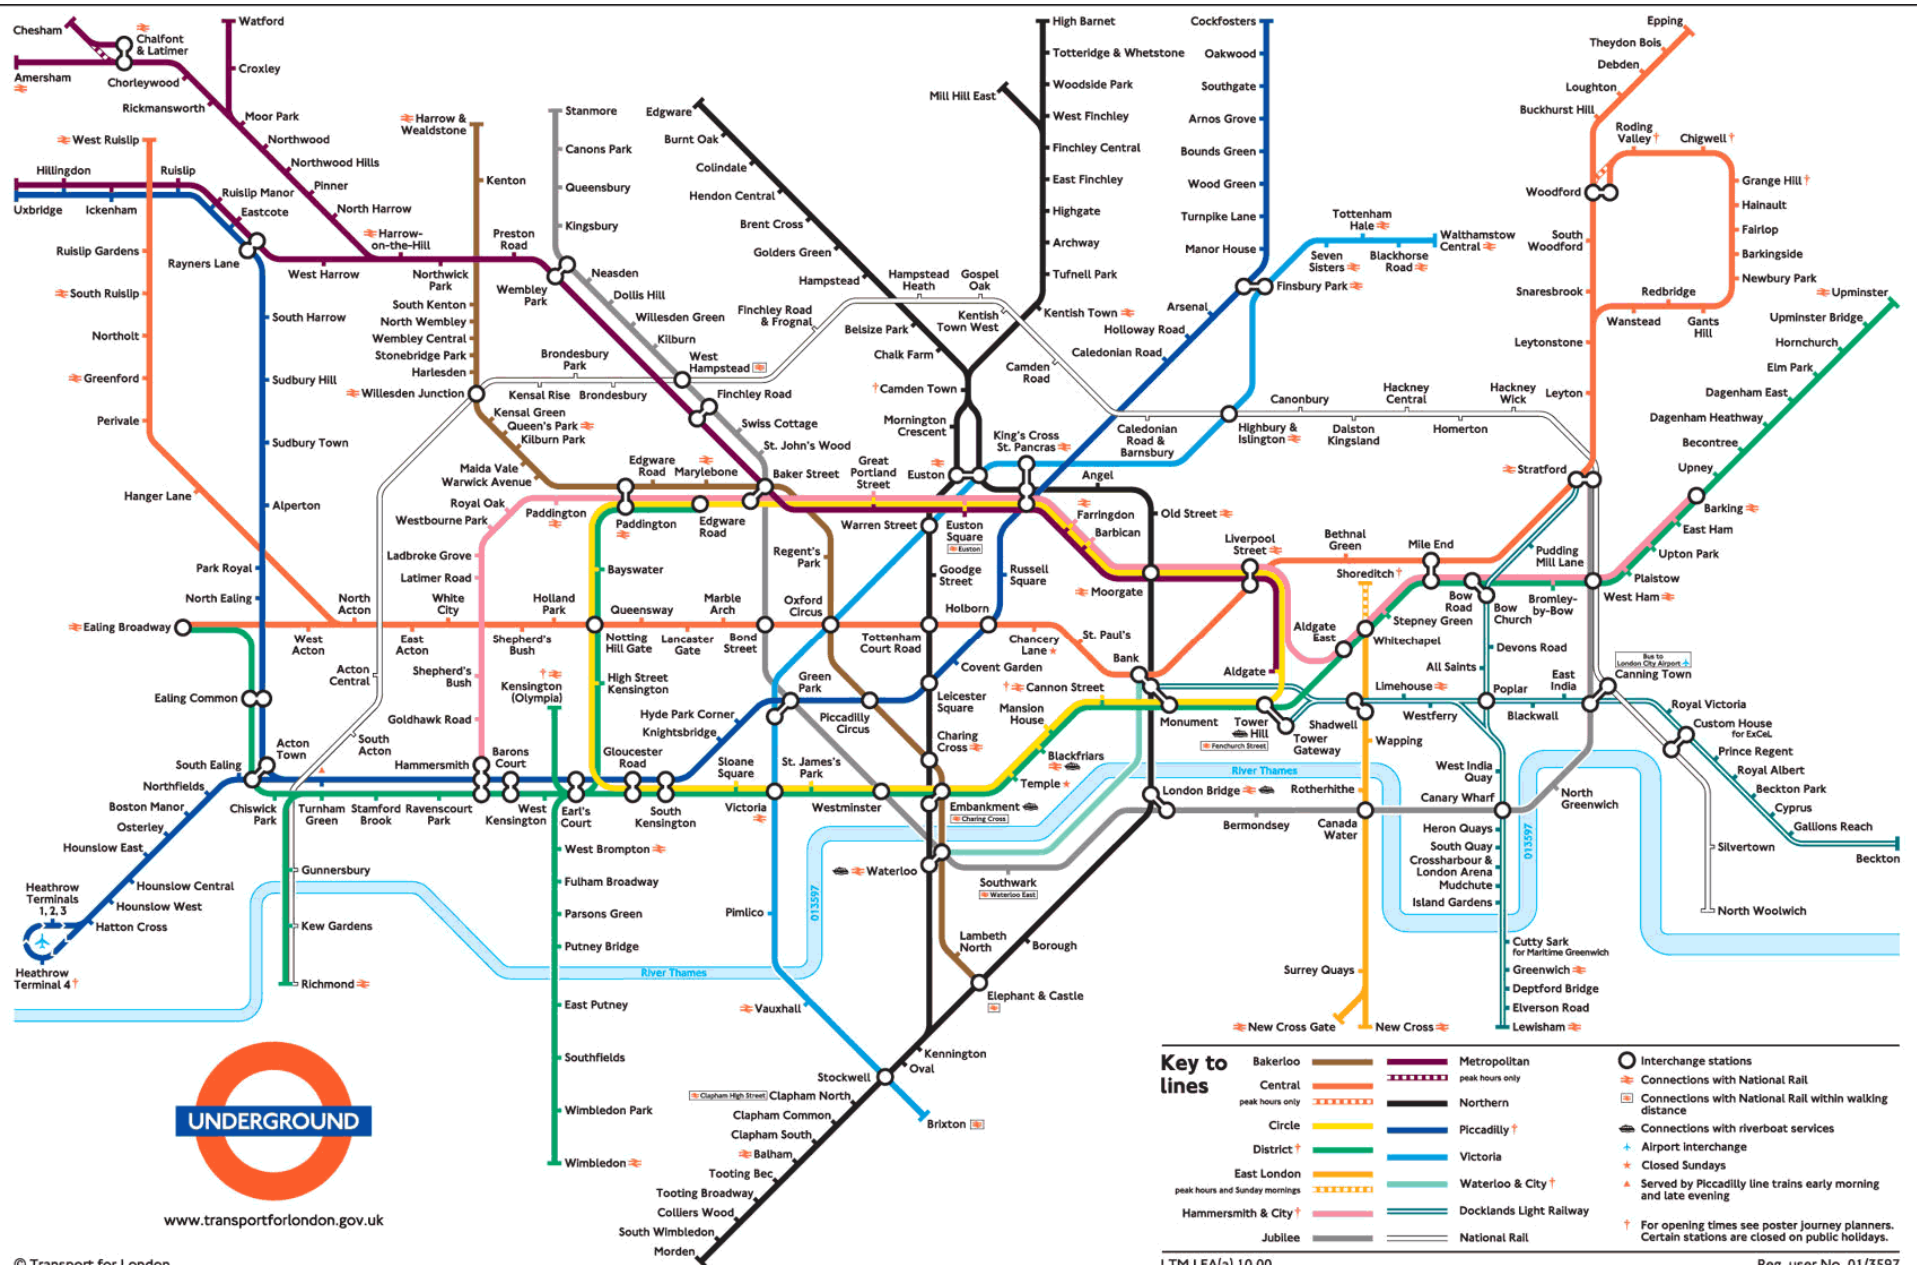 Chesham
Chalfont
& Latimer
Amersham
Chorleywood
Rickmansworth
Watford
Croxley
Moor Park
Northwood
Northwood Hills
Pinner
North Harrow
Harrow-
on-the-Hill
West Ruislip
Hillingdon
Ruislip
Uxbridge
Ickenham
Ruislip Manor
Eastcote
Ruislip Gardens
Rayners Lane
West Harrow
Northwick
Park
Preston
Road
Wembley
Park
South Ruislip
Northolt
Greenford
Perivale
Hanger Lane
South Harrow
Sudbury Hill
Sudbury Town
Alperton
Park Royal
North Ealing
Ealing Broadway
Ealing Common
Harrow &
Wealdstone
Kenton
South Kenton
North Wembley
Wembley Central
Stonebridge Park
Harlesden
Willesden Junction
Kensal Green
Queen's Park
Kilburn Park
Maida Vale
Warwick Avenue
Stanmore
Canons Park
Queensbury
Kingsbury
Neasden
Dollis Hill
Willesden Green
Kilburn
West
Hampstead
Finchley Road
Swiss Cottage
St. John's Wood
Baker Street
Brondesbury
Park
Kensal Rise
Brondesbury
Finchley Road
& Frognal
Hampstead
Heath
Gospel
Oak
Kentish
Town West
Camden
Road
Caledonian
Road &
Barnsbury
Highbury &
Islington
Canonbury
Dalston
Kingsland
Hackney
Central
Homerton
Hackney
Wick
Edgware
Burnt Oak
Colindale
Hendon Central
Brent Cross
Golders Green
Hampstead
Belsize Park
Chalk Farm
Camden Town
Mornington
Crescent
Euston
Mill Hill East
High Barnet
Totteridge & Whetstone
Woodside Park
West Finchley
Finchley Central
East Finchley
Highgate
Archway
Tufnell Park
Kentish Town
Cockfosters
Oakwood
Southgate
Arnos Grove
Bounds Green
Wood Green
Turnpike Lane
Manor House
Finsbury Park
Arsenal
Holloway Road
Caledonian Road
King's Cross
St. Pancras
Tottenham
Hale
Seven
Sisters
Blackhorse
Road
Walthamstow
Central
Epping
Theydon Bois
Debden
Loughton
Buckhurst Hill
Roding
Valley
Chigwell
Woodford
Grange Hill
Hainault
Fairlop
Barkingside
Newbury Park
South
Woodford
Snaresbrook
Redbridge
Wanstead
Gants
Hill
Leytonstone
Leyton
Stratford
Upminster
Upminster Bridge
Hornchurch
Elm Park
Dagenham East
Dagenham Heathway
Becontree
Upney
Barking
East Ham
Upton Park
Plaistow
West Ham
Bromley-
by-Bow
Bow
Road
Mile End
Bethnal
Green
Liverpool
Street
Shoreditch
Stepney Green
Whitechapel
Aldgate
East
Aldgate
Edgware
Road
Marylebone
Great
Portland
Street
Royal Oak
Westbourne Park
Paddington
Paddington
Edgware
Road
Ladbroke Grove
Latimer Road
Bayswater
Warren Street
Euston
Square
Euston
Angel
Old Street
Farringdon
Barbican
Moorgate
Regent's
Park
Goodge
Street
Russell
Square
North
Acton
West
Acton
East
Acton
White
City
Shepherd's
Bush
Holland
Park
Notting
Hill Gate
Queensway
Lancaster
Gate
Marble
Arch
Bond
Street
Oxford
Circus
Tottenham
Court Road
Holborn
Chancery
Lane
St. Paul's
Bank
Covent Garden
Leicester
Square
Acton
Central
South
Acton
Shepherd's
Bush
Goldhawk Road
Hammersmith
Kensington
(Olympia)
High Street
Kensington
Hyde Park Corner
Knightsbridge
Green
Park
Piccadilly
Circus
Charing
Cross
Cannon Street
Mansion
House
Blackfriars
Temple
Monument
Tower
Hill
Fenchurch Street
Tower
Gateway
Shadwell
Limehouse
Westferry
Poplar
Blackwall
East
India
Bus to
London City Airport
Canning Town
Royal Victoria
Custom House
for ExCeL
Prince Regent
Royal Albert
Beckton Park
Cyprus
Gallions Reach
Beckton
Pudding
Mill Lane
Bow
Church
Devons Road
All Saints
West India
Quay
Canary Wharf
Heron Quays
South Quay
Crossharbour &
London Arena
Mudchute
Island Gardens
Cutty Sark
for Maritime Greenwich
Greenwich
Deptford Bridge
Elverson Road
Lewisham
North
Greenwich
Silvertown
North Woolwich
Wapping
Rotherhithe
Canada
Water
Surrey Quays
New Cross Gate
New Cross
Bermondsey
London Bridge
Southwark
Waterloo East
Waterloo
Embankment
Charing Cross
Westminster
St. James's
Park
Victoria
Sloane
Square
South
Kensington
Gloucester
Road
Earl's
Court
West
Kensington
Barons
Court
Ravenscourt
Park
Stamford
Brook
Turnham
Green
Chiswick
Park
Acton
Town
South Ealing
Northfields
Boston Manor
Osterley
Hounslow East
Hounslow Central
Hounslow West
Hatton Cross
Heathrow
Terminals
1, 2, 3
Heathrow
Terminal 4
Gunnersbury
Kew Gardens
Richmond
West Brompton
Fulham Broadway
Parsons Green
Putney Bridge
East Putney
Southfields
Wimbledon Park
Wimbledon
River Thames
River Thames
013597
013597
Pimlico
Vauxhall
Stockwell
Brixton
Lambeth
North
Borough
Elephant & Castle
Kennington
Oval
Clapham High Street
Clapham North
Clapham Common
Clapham South
Balham
Tooting Bec
Tooting Broadway
Colliers Wood
South Wimbledon
Morden
UNDERGROUND
www.transportforlondon.gov.uk
© Transport for London
Key to
lines
Bakerloo
Central
peak hours only
Circle
District
East London
peak hours and Sunday mornings
Hammersmith & City
Jubilee
Metropolitan
peak hours only
Northern
Piccadilly
Victoria
Waterloo & City
Docklands Light Railway
National Rail
Interchange stations
Connections with National Rail
Connections with National Rail within walking
distance
Connections with riverboat services
Airport interchange
Closed Sundays
Served by Piccadilly line trains early morning
and late evening
† For opening times see poster journey planners.
Certain stations are closed on public holidays.
LTM LEA(a) 10.00
Reg. user No. 01/3597